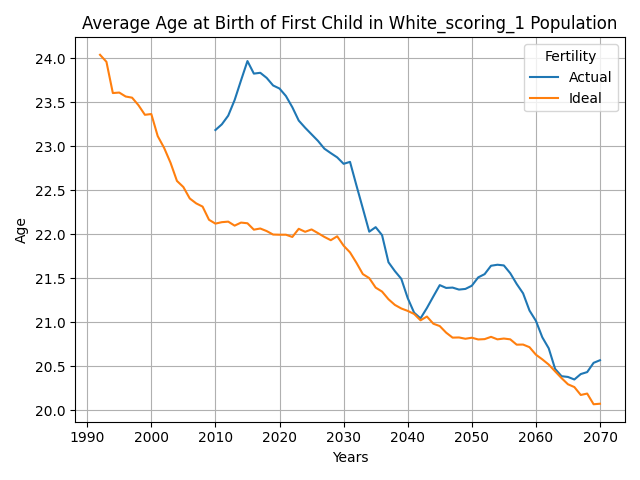 Average Age at Birth of First Child in White_scoring_1 Population
Fertility
Actual
Ideal
Age
24.0
23.5
23.0
22.5
22.0
21.5
21.0
20.5
20.0
1990 2000 2010 2020 2030 2040 2050 2060 2070
Years